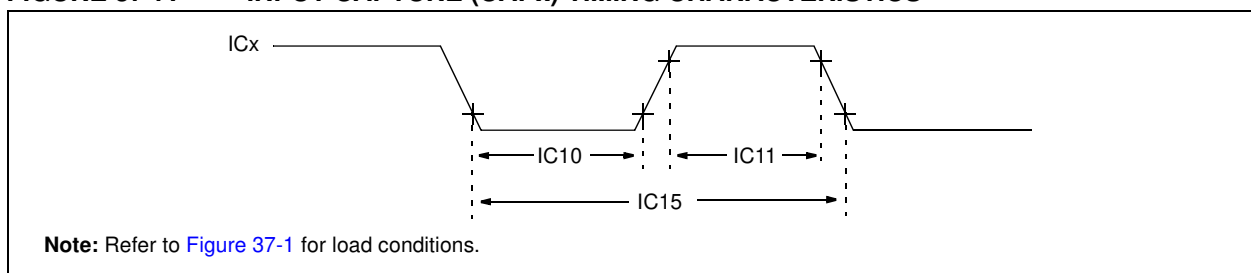 ICx
IC10
IC11
IC15
Note: Refer to Figure 37-1 for load conditions.